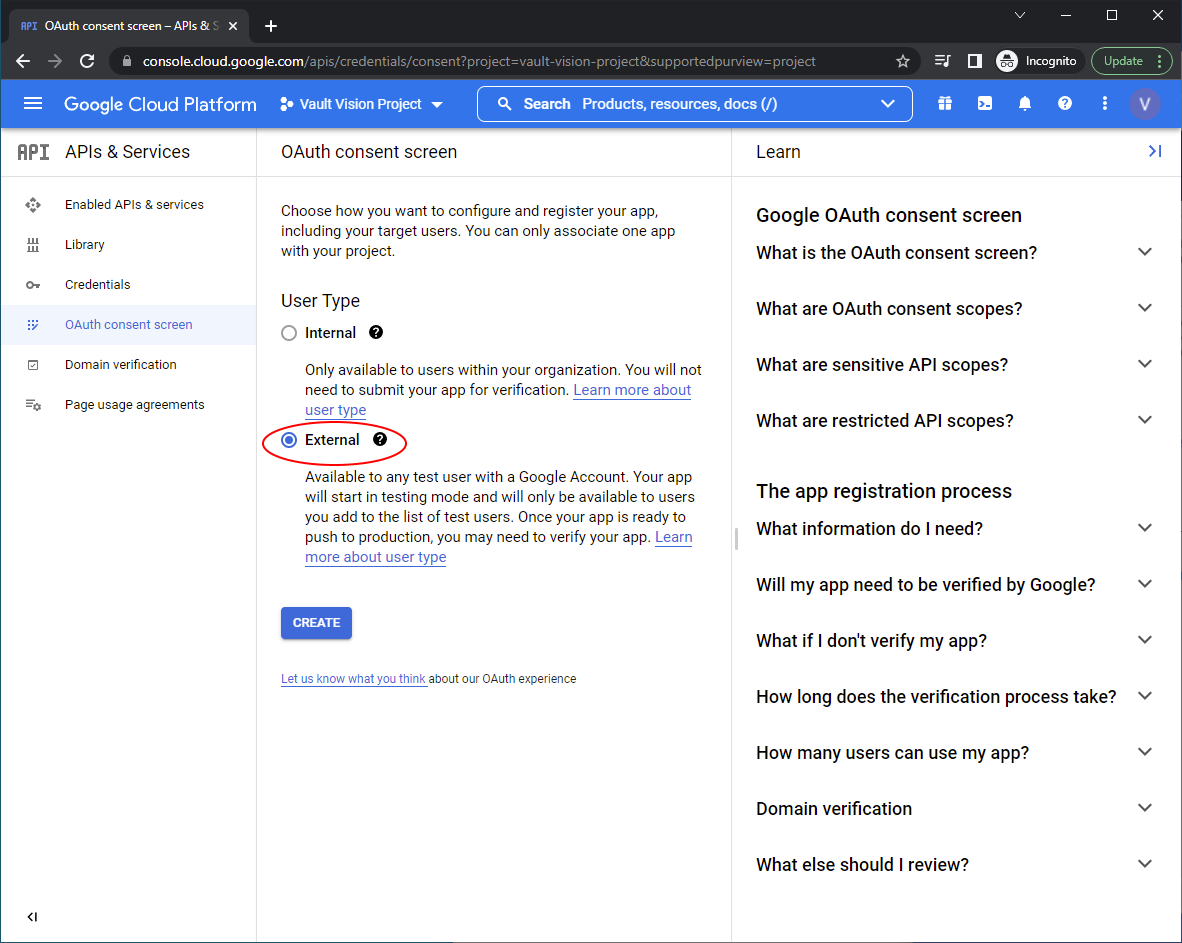 API OAuth consent screen – APIs & S
console.cloud.google.com/apis/credentials/consent?project=vault-vision-project&supportedpurview=project
Incognito
Update
Google Cloud Platform
Vault Vision Project
Search Products, resources, docs (/)
V
API APIs & Services
Enabled APIs & services
Library
Credentials
OAuth consent screen
Domain verification
Page usage agreements
OAuth consent screen
Choose how you want to configure and register your app,
including your target users. You can only associate one app
with your project.
User Type
Internal
Only available to users within your organization. You will not
need to submit your app for verification. Learn more about
user type
External
Available to any test user with a Google Account. Your app
will start in testing mode and will only be available to users
you add to the list of test users. Once your app is ready to
push to production, you may need to verify your app. Learn
more about user type
CREATE
Let us know what you think about our OAuth experience
Learn
Google OAuth consent screen
What is the OAuth consent screen?
What are OAuth consent scopes?
What are sensitive API scopes?
What are restricted API scopes?
The app registration process
What information do I need?
Will my app need to be verified by Google?
What if I don't verify my app?
How long does the verification process take?
How many users can use my app?
Domain verification
What else should I review?